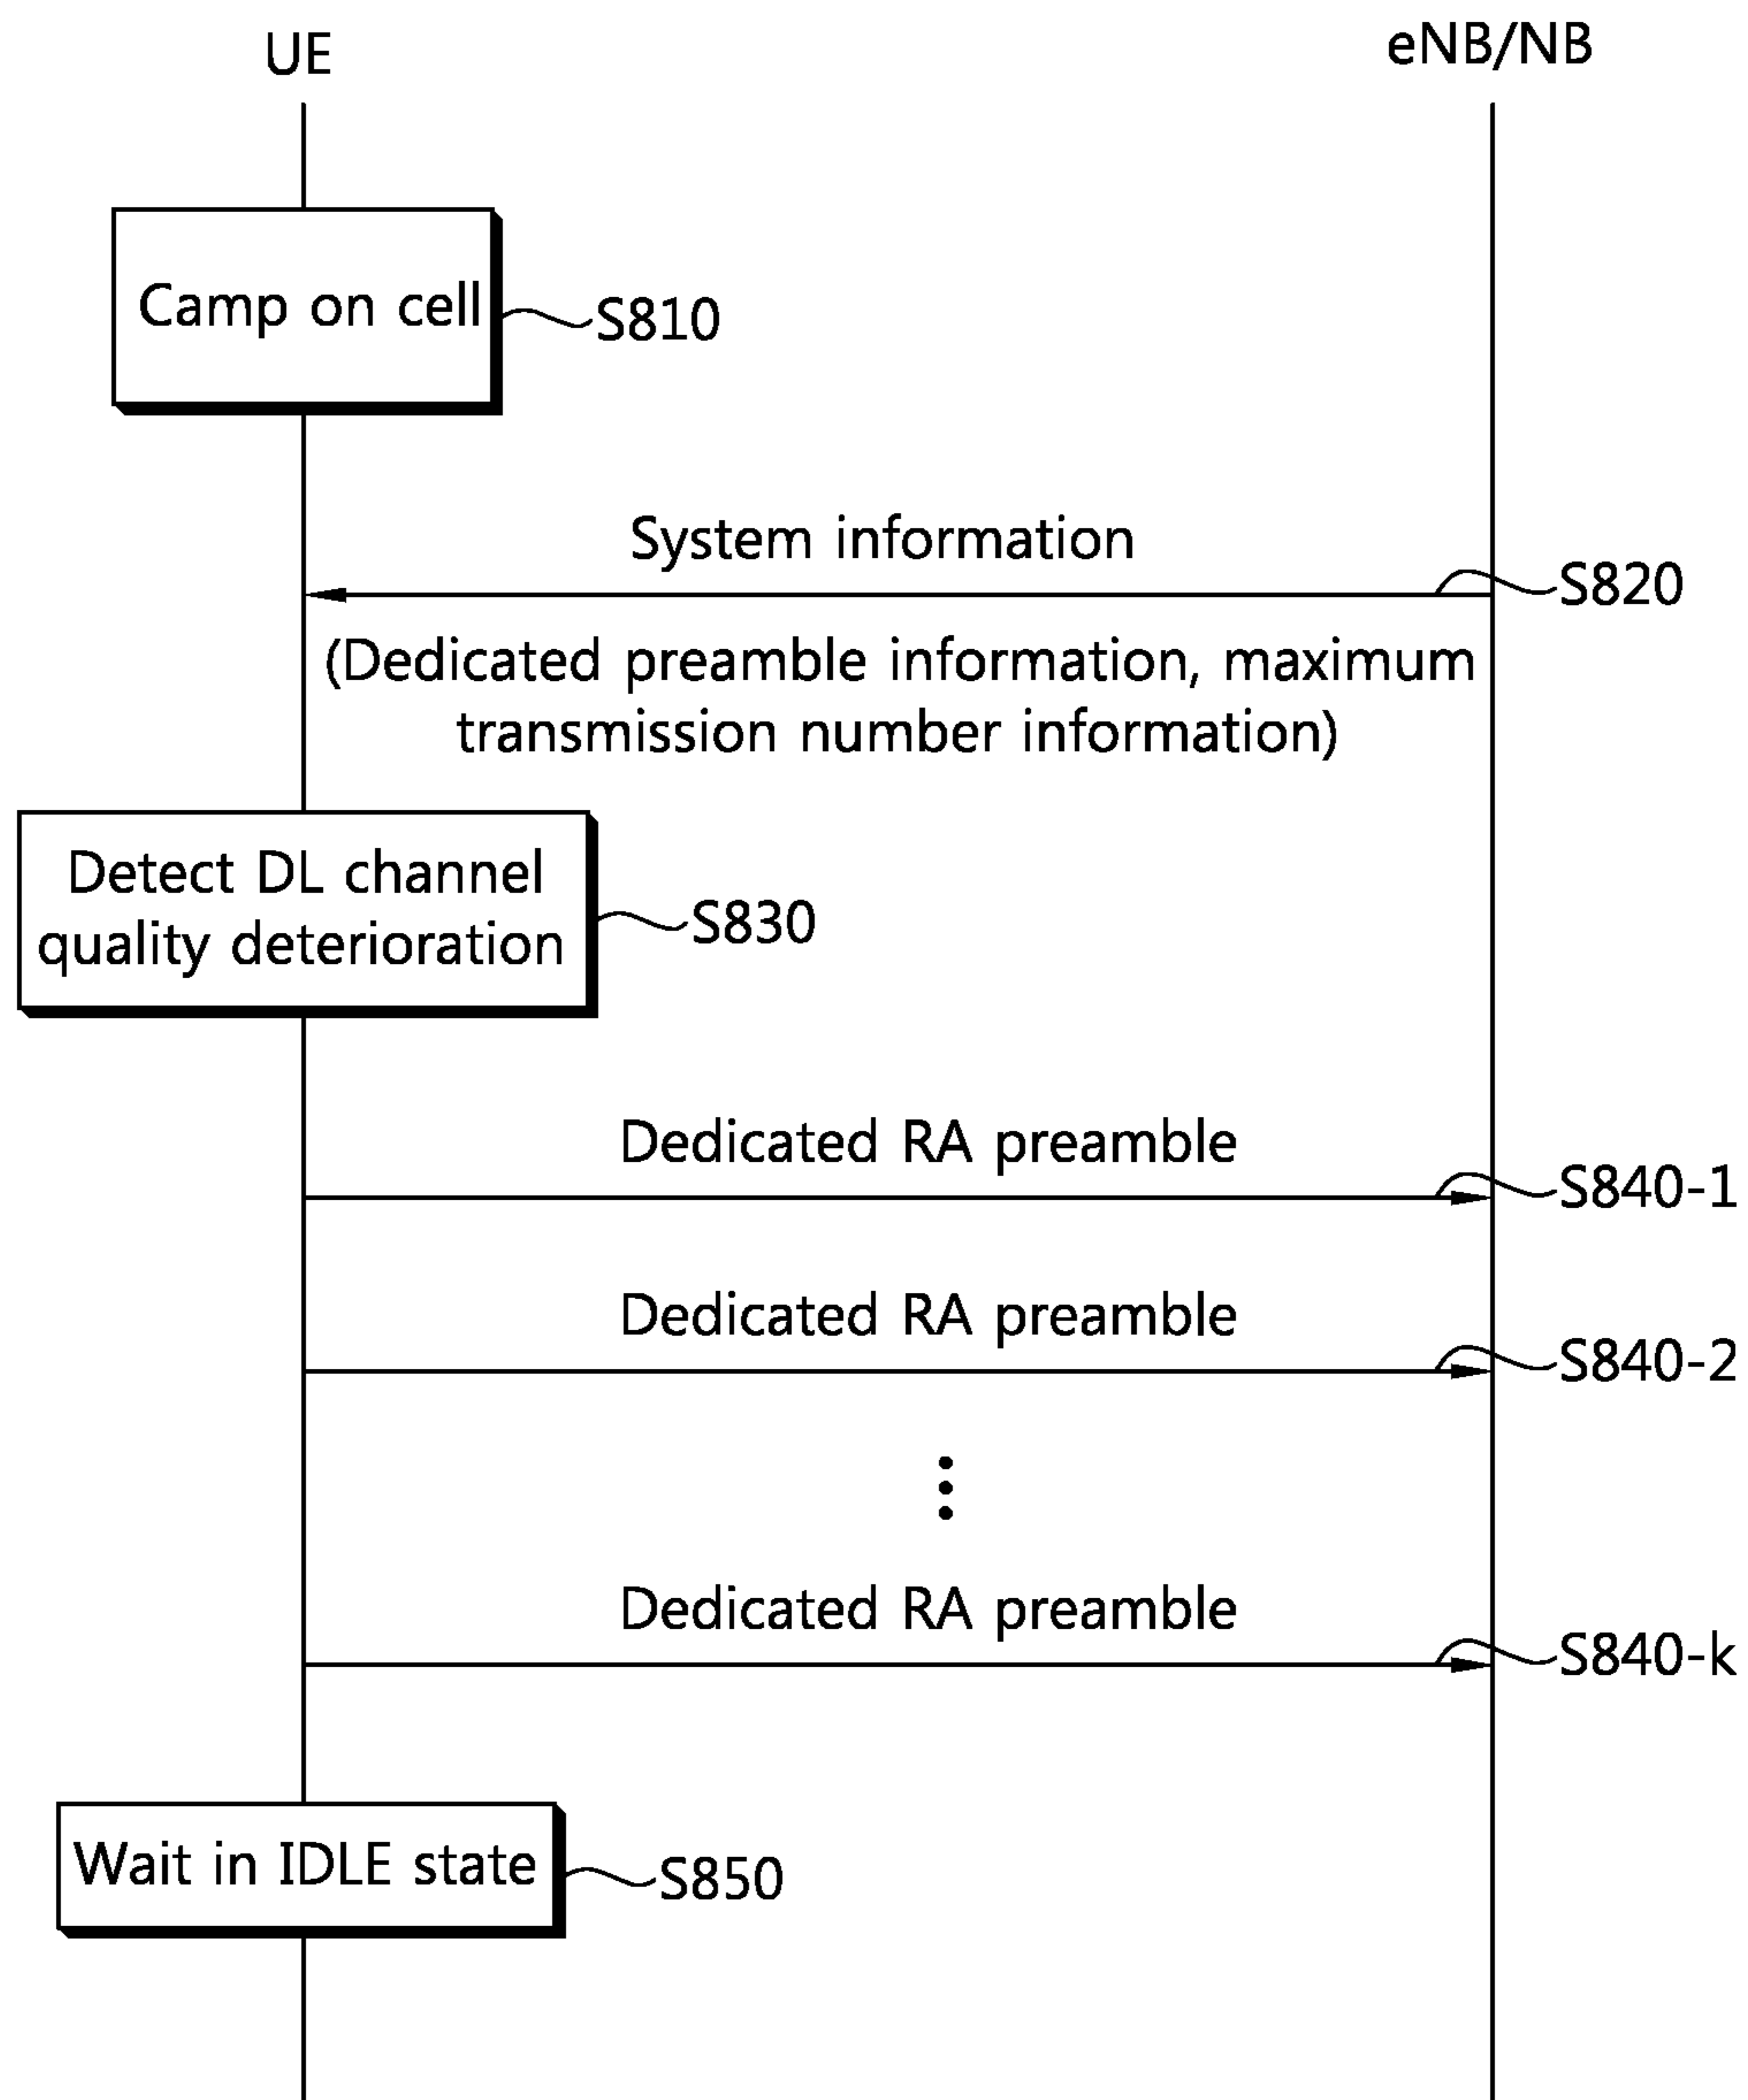 UE
eNB/NB
Camp on cell
S810
System information
S820
(Dedicated preamble information, maximum
transmission number information)
Detect DL channel
quality deterioration
S830
Dedicated RA preamble
S840-1
Dedicated RA preamble
S840-2
Dedicated RA preamble
S840-k
Wait in IDLE state
S850